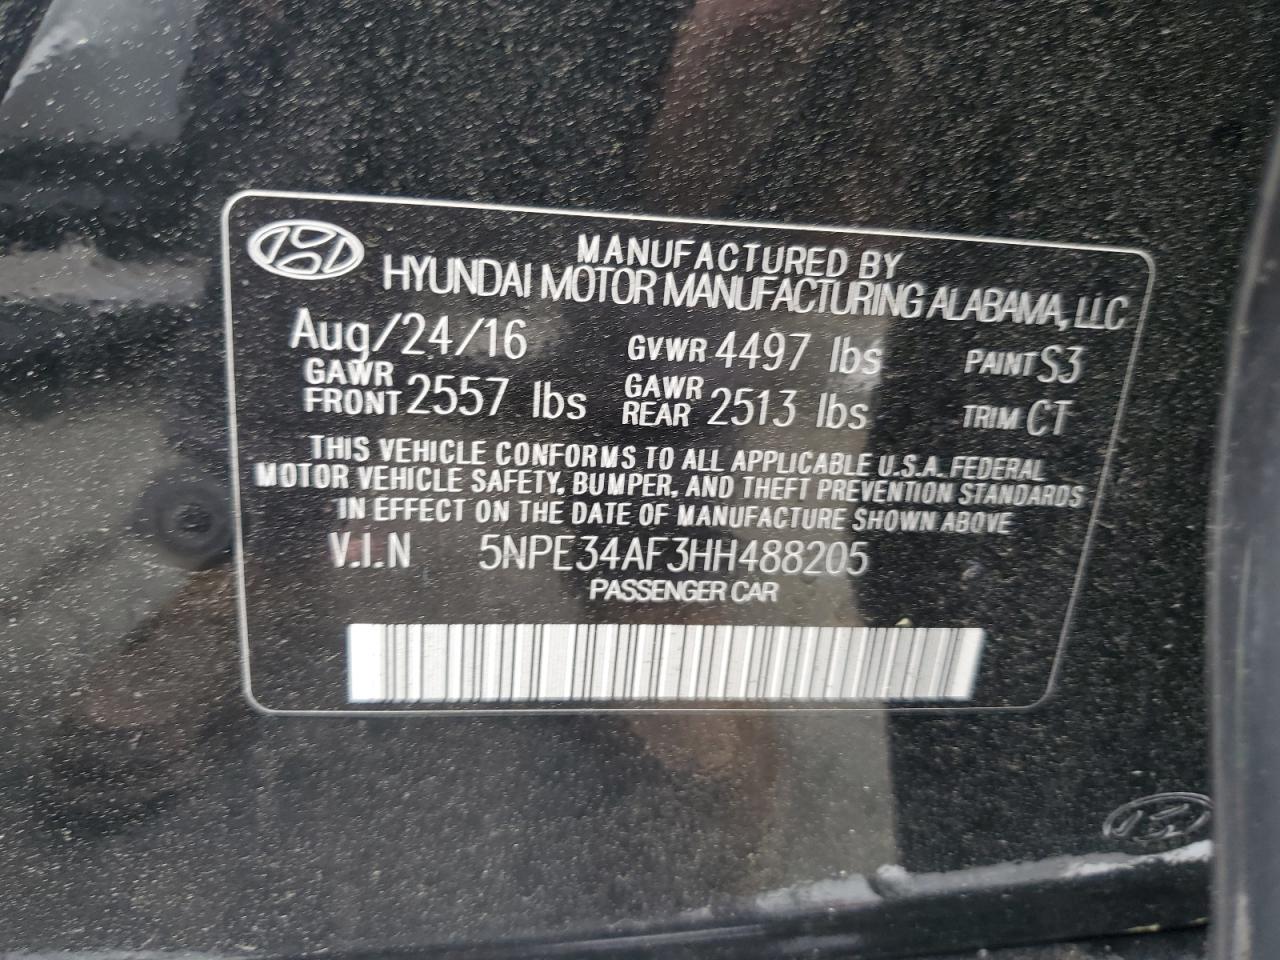 MANUFACTURED BY
HYUNDAI MOTOR MANUFACTURING ALABAMA, LLC
Aug/24/16 GVWR 4497 lbs PAINT S3
GAWR FRONT 2557 lbs GAWR REAR 2513 lbs TRIM CT
THIS VEHICLE CONFORMS TO ALL APPLICABLE U.S.A. FEDERAL
MOTOR VEHICLE SAFETY, BUMPER, AND THEFT PREVENTION STANDARDS
IN EFFECT ON THE DATE OF MANUFACTURE SHOWN ABOVE
V.I.N 5NPE34AF3HH488205
PASSENGER CAR